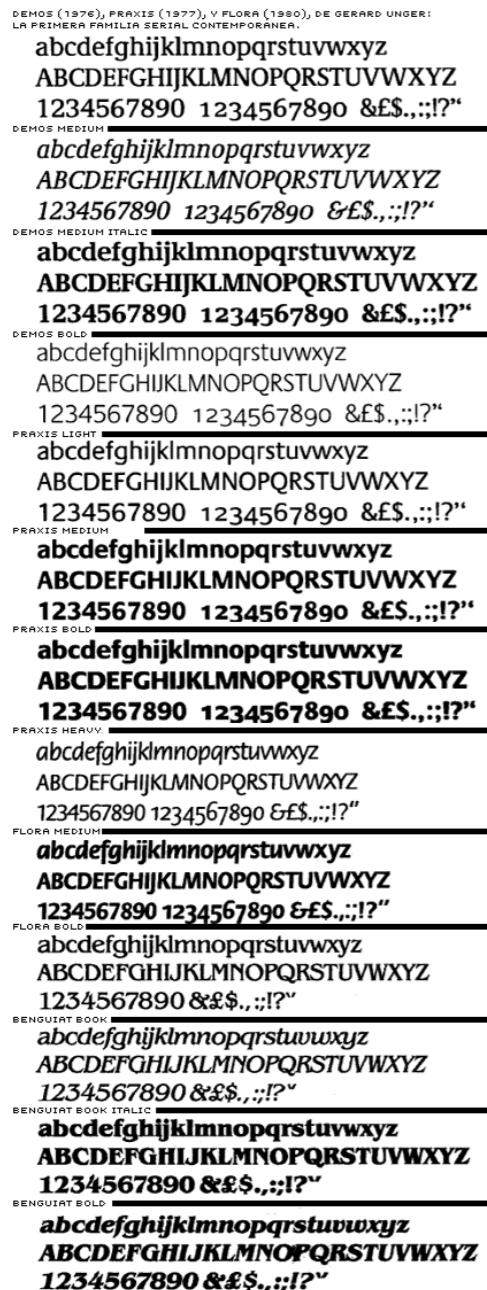 DEMOS (1976), PRAXIS (1977), Y FLORA (1980), DE GERARD UNGER:
LA PRIMERA FAMILIA SERIAL CONTEMPORANEA.
abcdefghijklmnopqrstuvwxyz
ABCDEFGHIJKLMNOPQRSTUVWXYZ
1234567890 1234567890 &£$.,:;!?“
DEMOS MEDIUM
abcdefghijklmnopqrstuvwxyz
ABCDEFGHIJKLMNOPQRSTUVWXYZ
1234567890 1234567890 &£$.,:;!?“
DEMOS MEDIUM ITALIC
abcdefghijklmnopqrstuvwxyz
ABCDEFGHIJKLMNOPQRSTUVWXYZ
1234567890 1234567890 &£$.,:;!?“
DEMOS BOLD
abcdefghijklmnopqrstuvwxyz
ABCDEFGHIJKLMNOPQRSTUVWXYZ
1234567890 1234567890 &£$.,:;!?“
PRAXIS LIGHT
abcdefghijklmnopqrstuvwxyz
ABCDEFGHIJKLMNOPQRSTUVWXYZ
1234567890 1234567890 &£$.,:;!?“
PRAXIS MEDIUM
abcdefghijklmnopqrstuvwxyz
ABCDEFGHIJKLMNOPQRSTUVWXYZ
1234567890 1234567890 &£$.,:;!?“
PRAXIS BOLD
abcdefghijklmnopqrstuvwxyz
ABCDEFGHIJKLMNOPQRSTUVWXYZ
1234567890 1234567890 &£$.,:;!?“
PRAXIS HEAVY.
abcdefghijklmnopqrstuvwxyz
ABCDEFGHIJKLMNOPQRSTUVWXYZ
1234567890 1234567890 &£$.,:;!?”
FLORA MEDIUM
abcdefghijklmnopqrstuvwxyz
ABCDEFGHIJKLMNOPQRSTUVWXYZ
1234567890 1234567890 &£$.,:;!?”
FLORA BOLD
abcdefghijklmnopqrstuvwxyz
ABCDEFGHIJKLMNOPQRSTUVWXYZ
1234567890 &£$.,:;!?“
BENGUIAT BOOK
abcdefghijklmnopqrstuvwxyz
ABCDEFGHIJKLMNOPQRSTUVWXYZ
1234567890 &£$.,:;!?“
BENGUIAT BOOK ITALIC
abcdefghijklmnopqrstuvwxyz
ABCDEFGHIJKLMNOPQRSTUVWXYZ
1234567890 &£$.,:;!?“
BENGUIAT BOLD
abcdefghijklmnopqrstuvwxyz
ABCDEFGHIJKLMNOPQRSTUVWXYZ
1234567890 &£$.,:;!?“